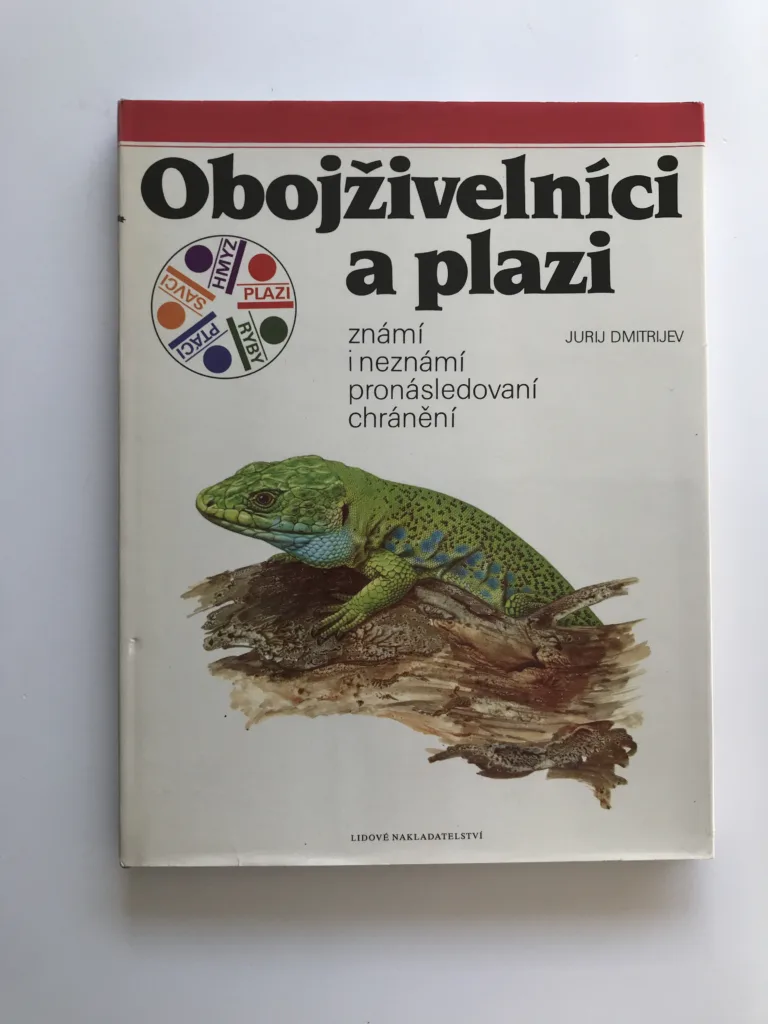 Obojživelníci
a plazi
HMYZ
PLAZI
RYBY
PTÁCI
SAVCI
známí
i neznámí
pronásledovaní
chránění
JURIJ DMITRIJEV
LIDOVÉ NAKLADATELSTVÍ